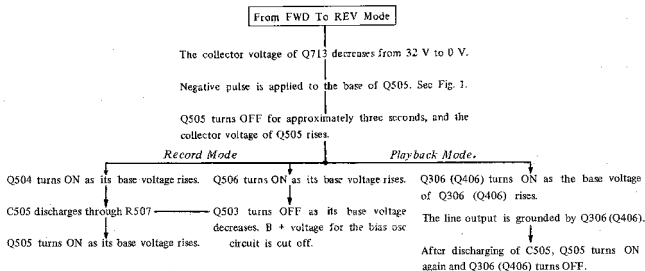 From FWD To REV Mode
The collector voltage of Q713 decreases from 32 V to 0 V.
Negative pulse is applied to the base of Q505. See Fig. 1.
Q505 turns OFF for approximately three seconds, and the
collector voltage of Q505 rises.
Record Mode
Playback Mode.
Q504 turns ON as its base voltage rises.
C505 discharges through R507
Q505 turns ON as its base voltage rises.
Q506 turns ON as its base voltage rises.
Q503 turns OFF as its base voltage
decreases. B + voltage for the bias osc
circuit is cut off.
Q306 (Q406) turns ON as the base voltage
of Q306 (Q406) rises.
The line output is grounded by Q306 (Q406).
After discharging of C505, Q505 turns ON
again and Q306 (Q406) turns OFF.